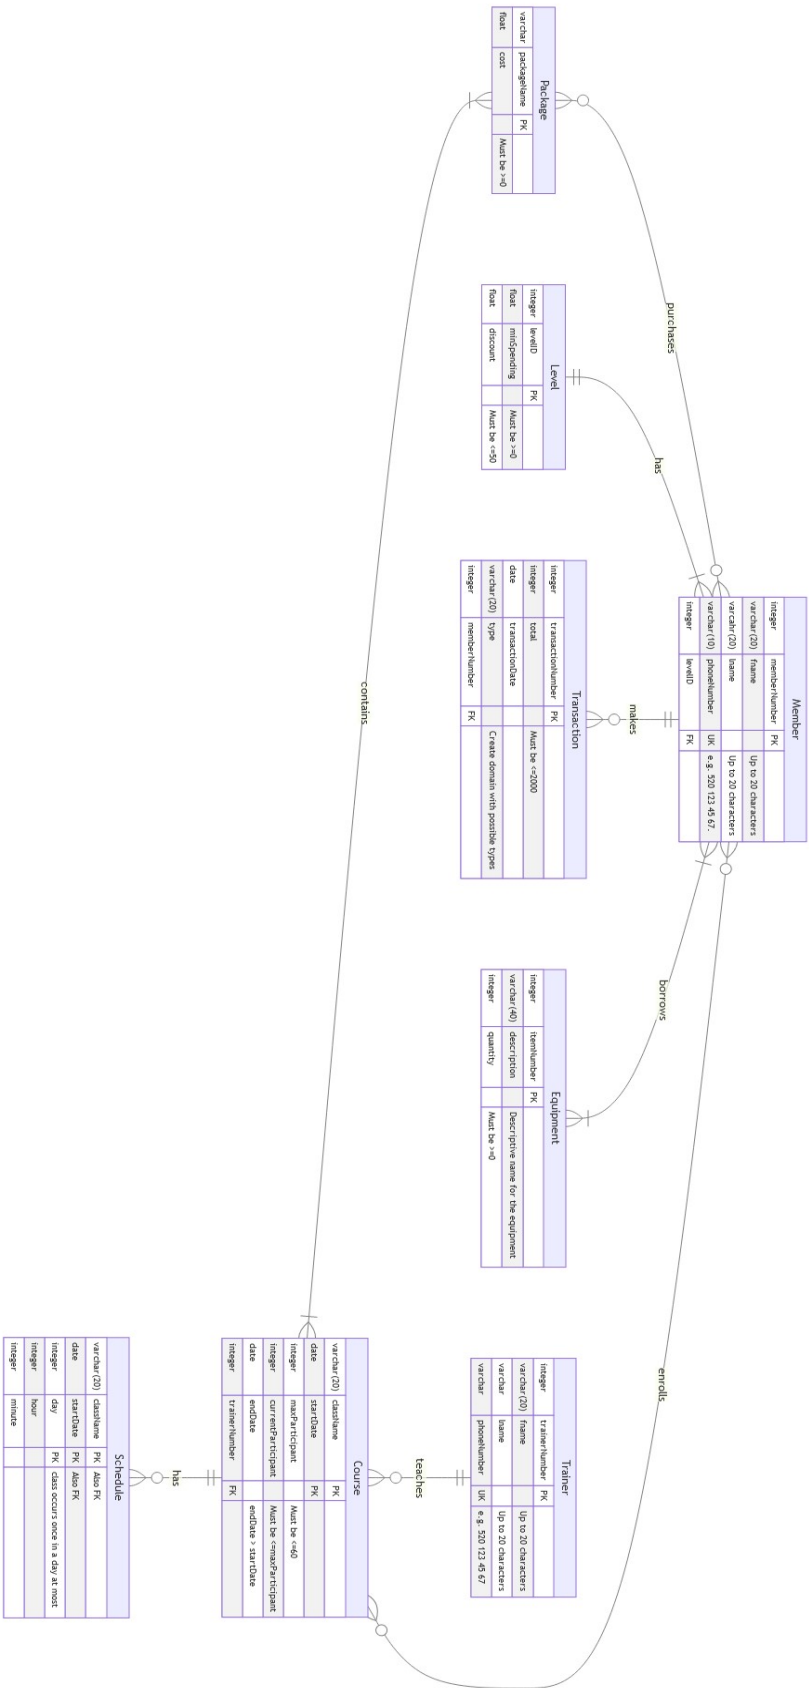 Package
varchar packageName PK
float cost Must be >=0
purchases
Level
integer levelID PK
float minSpending Must be >=0
float discount Must be <=50
has
Member
integer memberNumber PK
varchar(20) fname Up to 20 characters
varcahr(20) lname Up to 20 characters
varchar(10) phoneNumber UK e.g. 520 123 45 67.
integer levelID FK
makes
Transaction
integer transactionNumber PK
integer total Must be <=2000
date transactionDate
varchar(20) type Create domain with possible types
integer memberNumber FK
contains
borrows
Equipment
integer itemNumber PK
varchar(40) description Descriptive name for the equipment
integer quantity Must be >=0
enrolls
Trainer
integer trainerNumber PK
varchar(20) fname Up to 20 characters
varchar lname Up to 20 characters
varchar phoneNumber UK e.g. 520 123 45 67
teaches
Course
varchar(20) className PK
date startDate PK
integer maxParticipant Must be <=60
integer currentParticipant Must be <=maxParticipant
date endDate endDate > startDate
integer trainerNumber FK
has
Schedule
varchar(20) className PK Also FK
date startDate PK Also FK
integer day PK class occurs once in a day at most
integer hour
integer minute